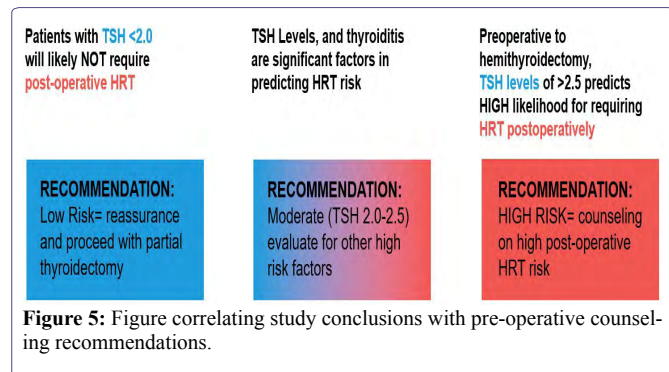 Patients with TSH <2.0
will likely NOT require
post-operative HRT
TSH Levels, and thyroiditis
are significant factors in
predicting HRT risk
Preoperative to
hemithyroidectomy,
TSH levels of >2.5 predicts
HIGH likelihood for requiring
HRT postoperatively
RECOMMENDATION:
Low Risk= reassurance
and proceed with partial
thyroidectomy
RECOMMENDATION:
Moderate (TSH 2.0-2.5)
evaluate for other high
risk factors
RECOMMENDATION:
HIGH RISK= counseling
on high post-operative
HRT risk
Figure 5: Figure correlating study conclusions with pre-operative counsel-
ing recommendations.